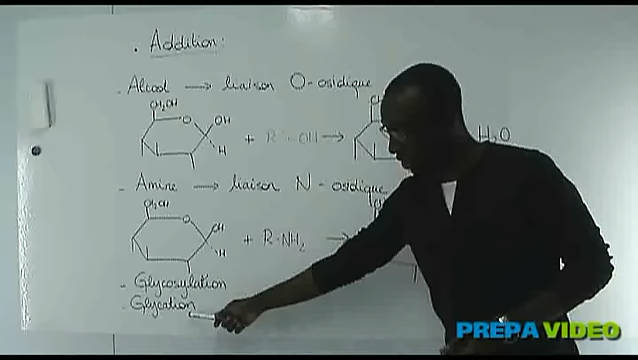 . Addition :
- Alcool → liaison O-osidique
CH2OH
OH
O
+ R'-OH → H2O
H
- Amine → liaison N-osidique
CH2OH
O
OH
+ R-NH2 →
H
- Glycosylation
- Glycation
PREPA VIDEO